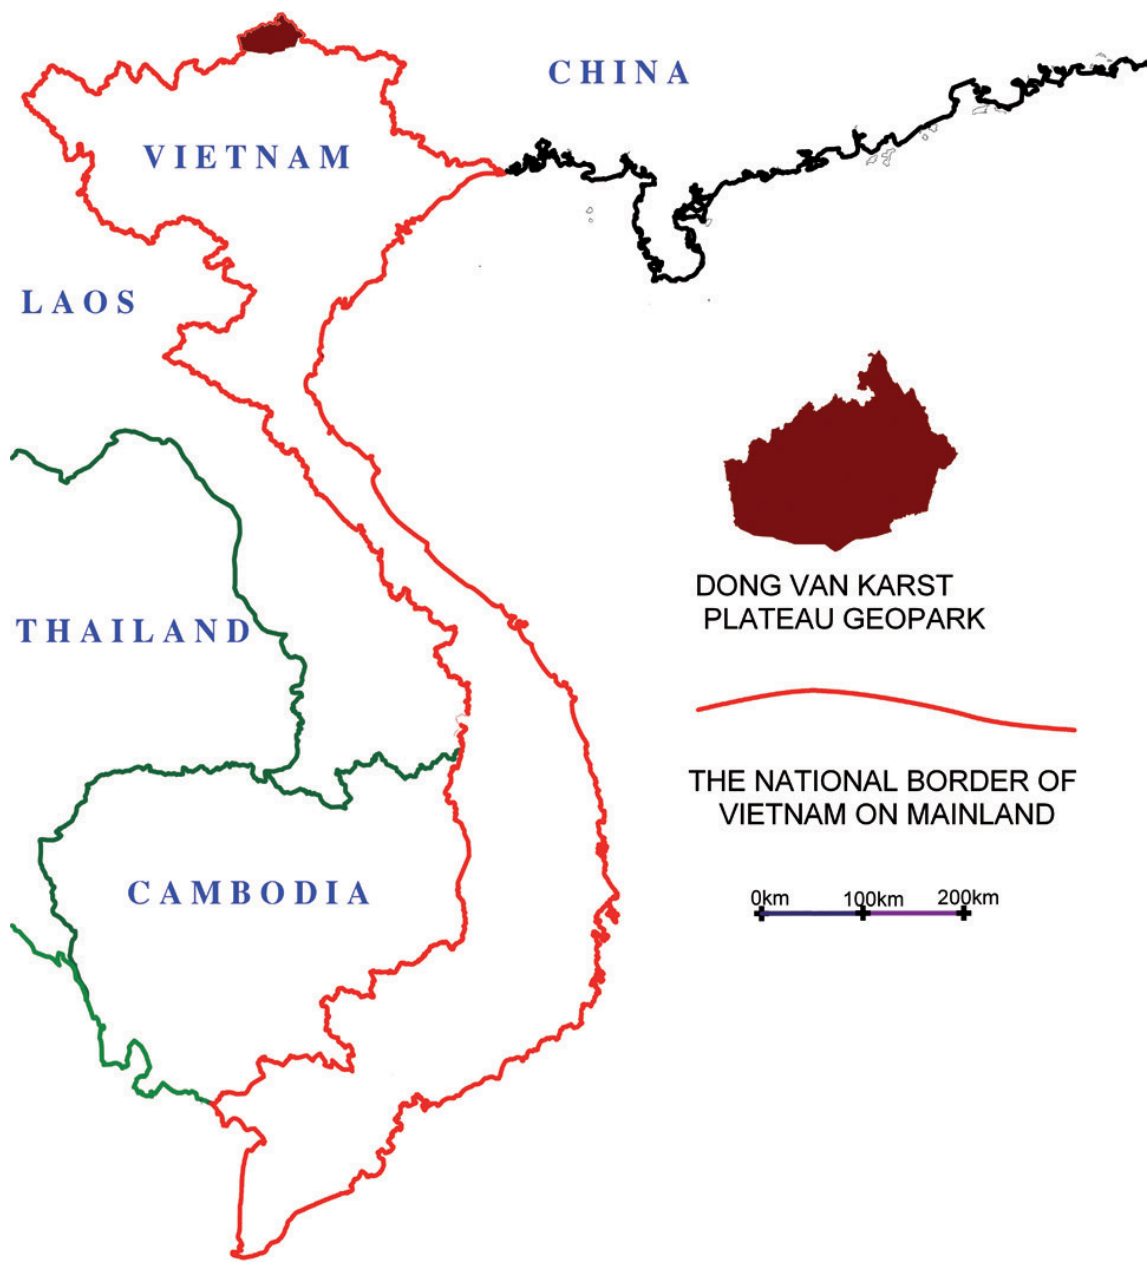 CHINA
VIETNAM
LAOS
DONG VAN KARST
PLATEAU GEOPARK
THAILAND
THE NATIONAL BORDER OF
VIETNAM ON MAINLAND
CAMBODIA
0km 100km 200km